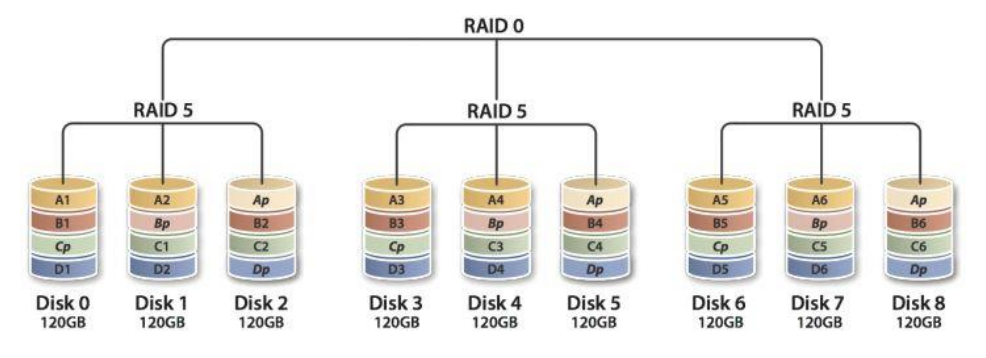 RAID 0
RAID 5 RAID 5 RAID 5
A1 A2 Ap A3 A4 Ap A5 A6 Ap
B1 Bp B2 B3 Bp B4 B5 Bp B6
Cp C1 C2 Cp C3 C4 Cp C5 C6
D1 D2 Dp D3 D4 Dp D5 D6 Dp
Disk 0 Disk 1 Disk 2 Disk 3 Disk 4 Disk 5 Disk 6 Disk 7 Disk 8
120GB 120GB 120GB 120GB 120GB 120GB 120GB 120GB 120GB